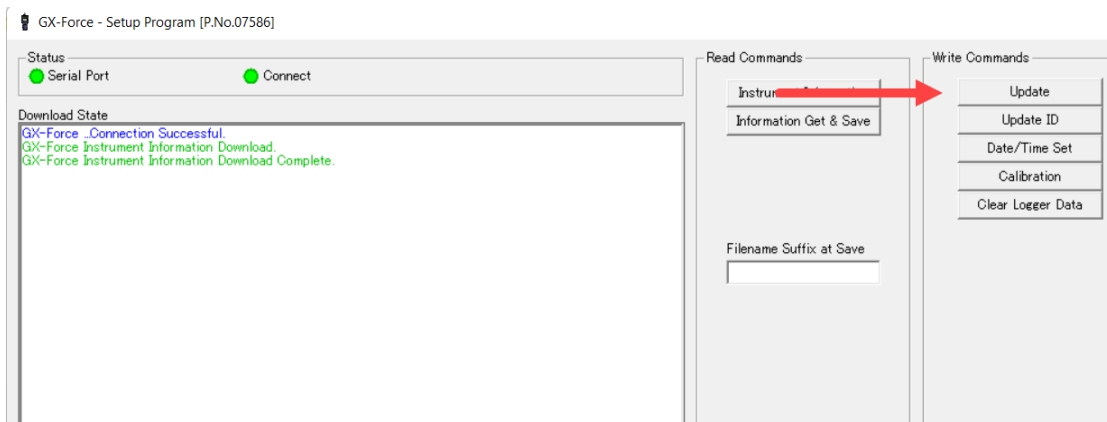 GX-Force - Setup Program [P.No.07586]
Status
Serial Port
Connect
Download State
GX-Force ...Connection Successful.
GX-Force Instrument Information Download.
GX-Force Instrument Information Download Complete.
Read Commands
Information Get & Save
Filename Suffix at Save
Write Commands
Update
Update ID
Date/Time Set
Calibration
Clear Logger Data